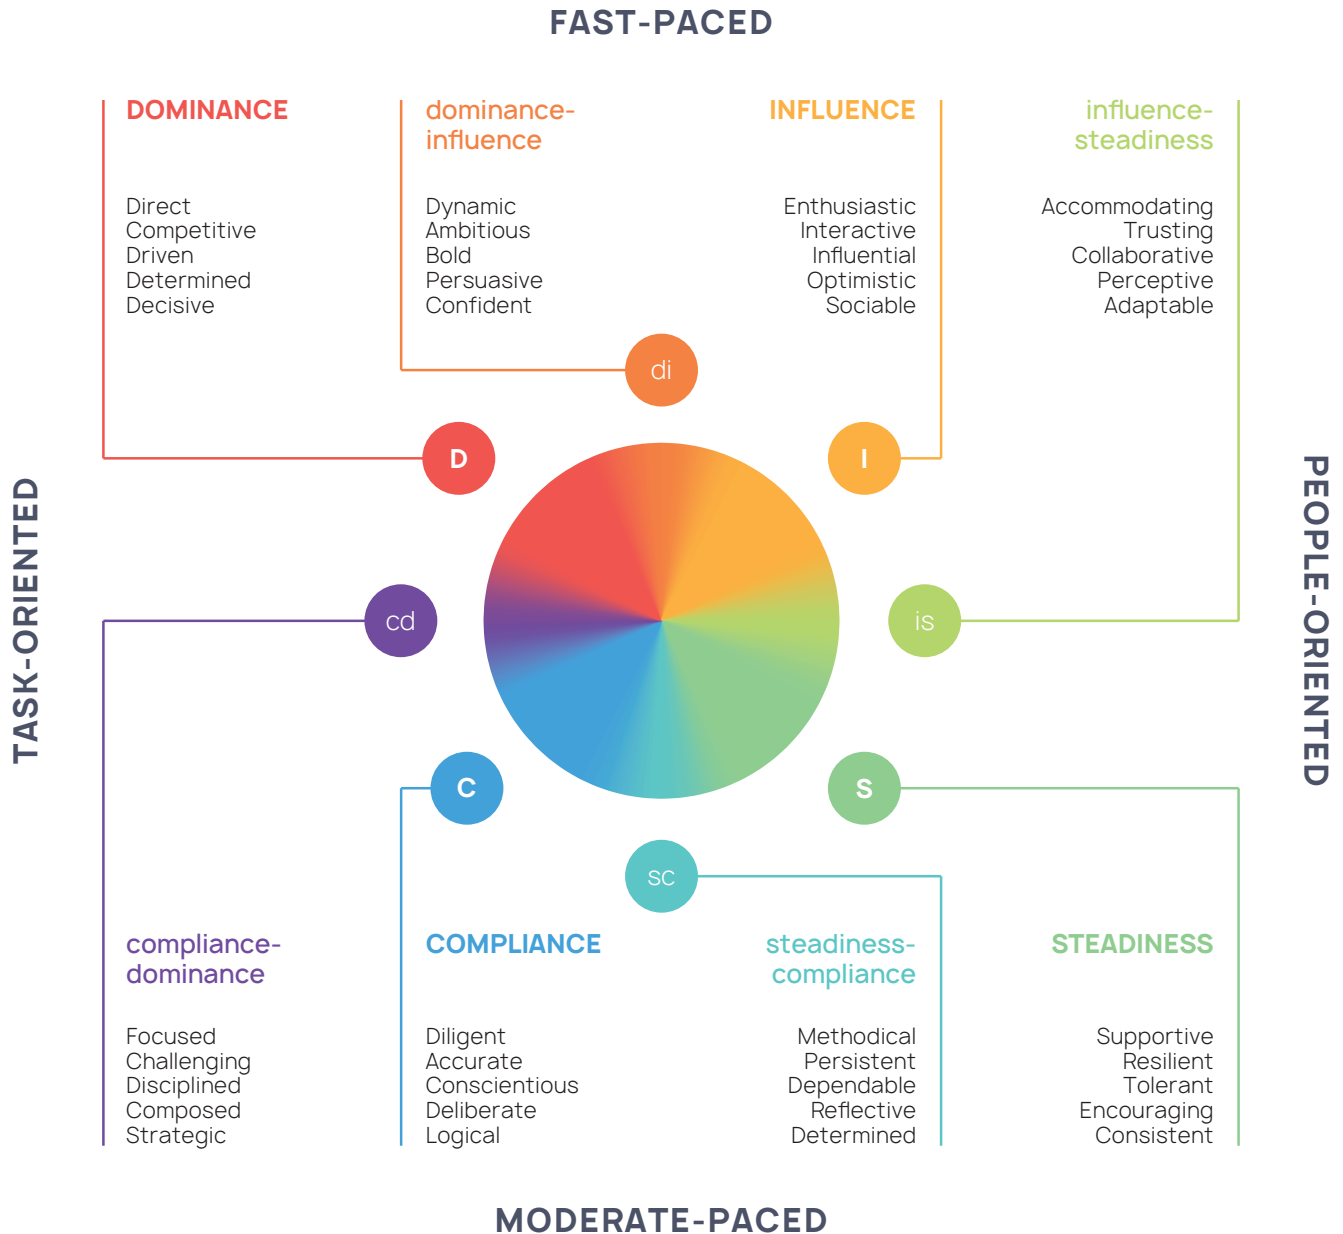 FAST-PACED
DOMINANCE
Direct
Competitive
Driven
Determined
Decisive
dominance-
influence
Dynamic
Ambitious
Bold
Persuasive
Confident
INFLUENCE
Enthusiastic
Interactive
Influential
Optimistic
Sociable
influence-
steadiness
Accommodating
Trusting
Collaborative
Perceptive
Adaptable
di
D
I
TASK-ORIENTED
PEOPLE-ORIENTED
cd
is
C
S
sc
compliance-
dominance
Focused
Challenging
Disciplined
Composed
Strategic
COMPLIANCE
Diligent
Accurate
Conscientious
Deliberate
Logical
steadiness-
compliance
Methodical
Persistent
Dependable
Reflective
Determined
STEADINESS
Supportive
Resilient
Tolerant
Encouraging
Consistent
MODERATE-PACED